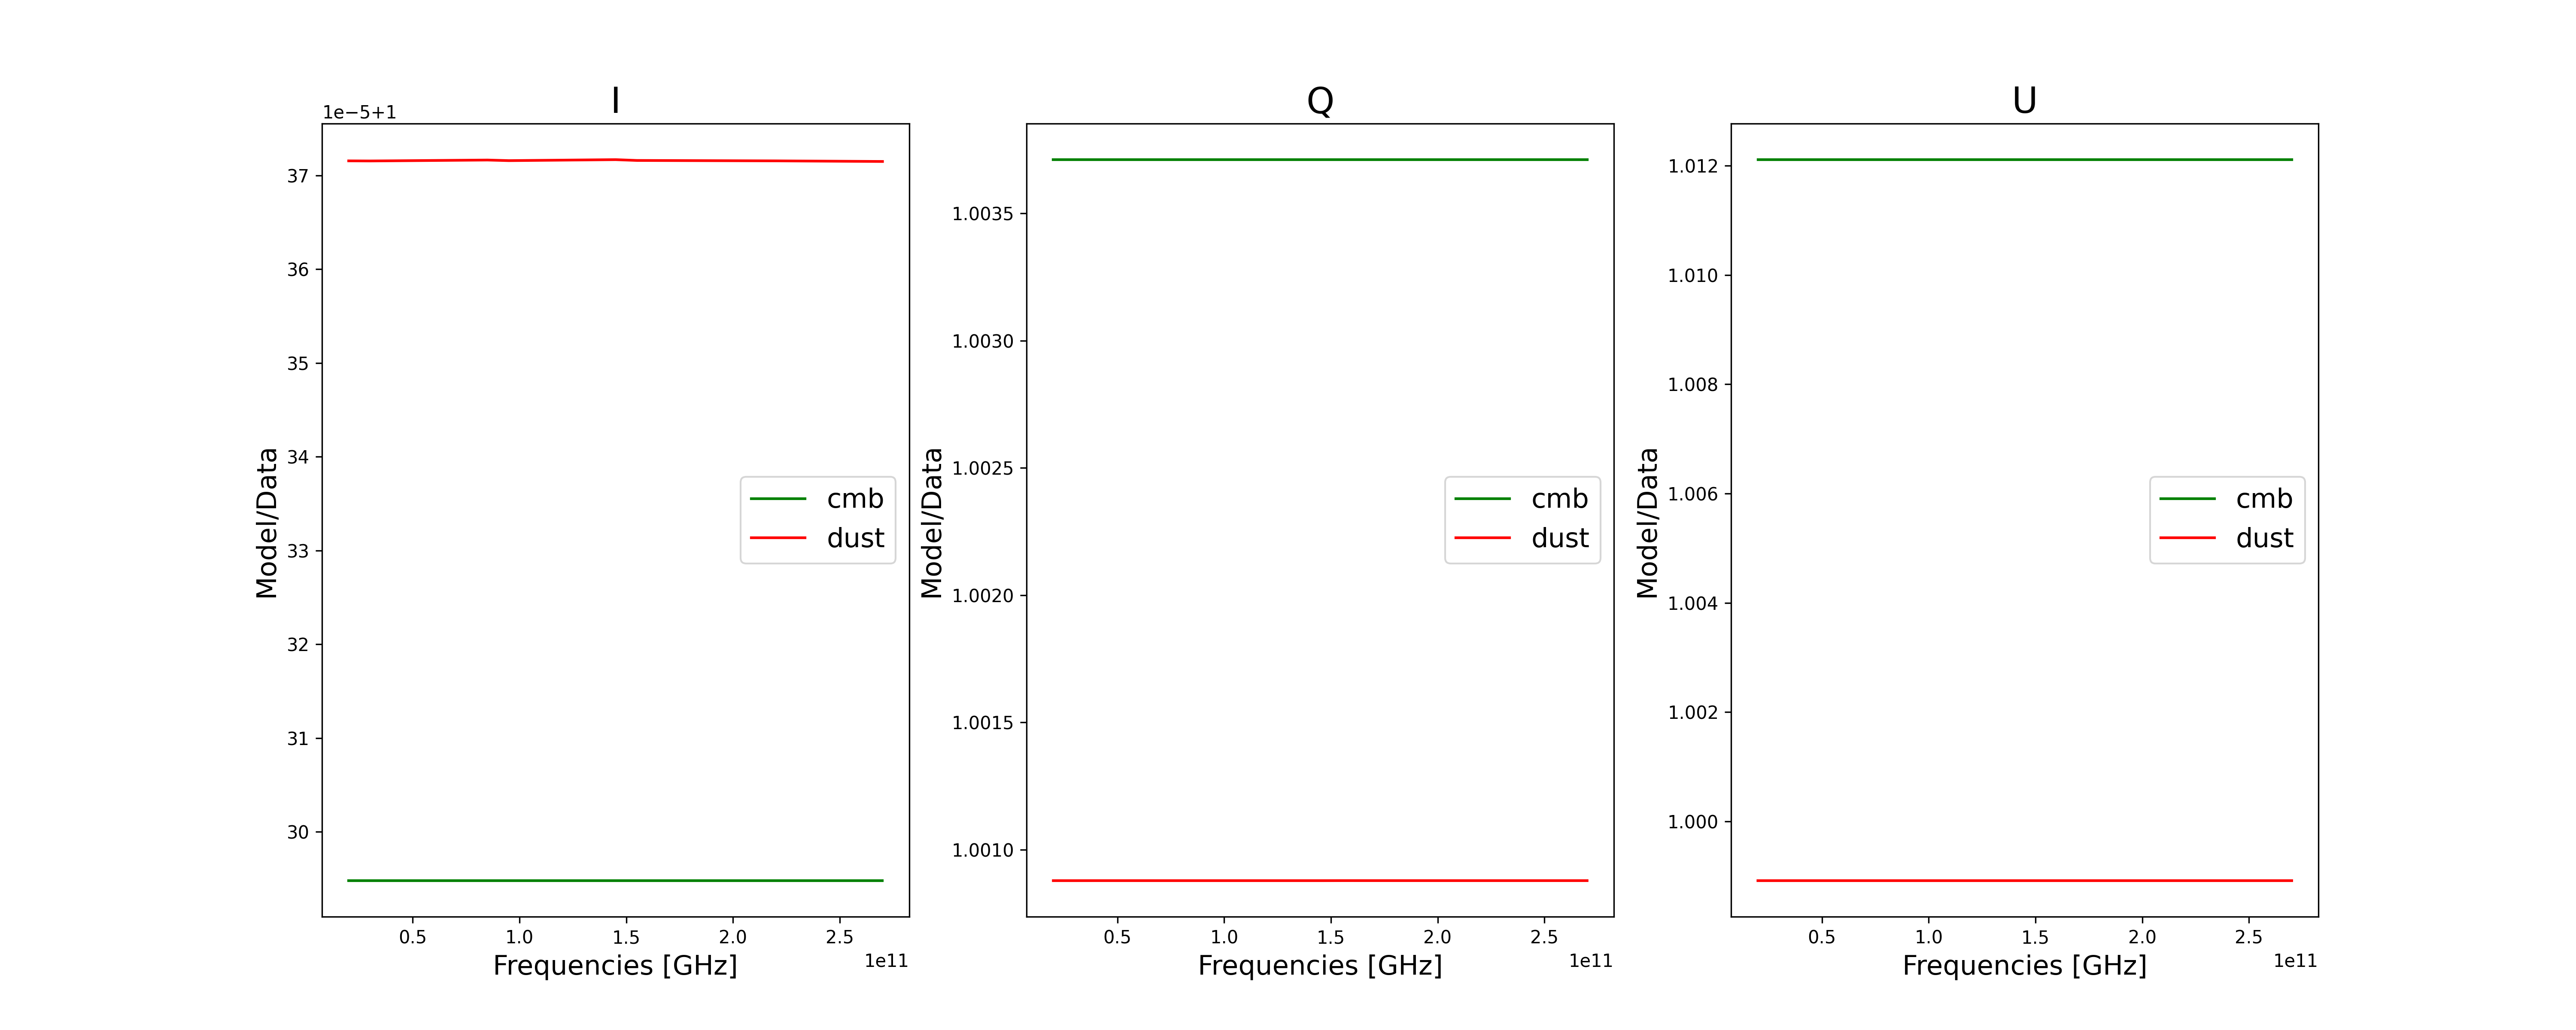 I
1e−5+1
37
36
35
34
33
32
31
30
Model/Data
cmb
dust
0.5 1.0 1.5 2.0 2.5
1e11
Frequencies [GHz]
Q
1.0035
1.0030
1.0025
1.0020
1.0015
1.0010
Model/Data
cmb
dust
0.5 1.0 1.5 2.0 2.5
1e11
Frequencies [GHz]
U
1.012
1.010
1.008
1.006
1.004
1.002
1.000
Model/Data
cmb
dust
0.5 1.0 1.5 2.0 2.5
1e11
Frequencies [GHz]